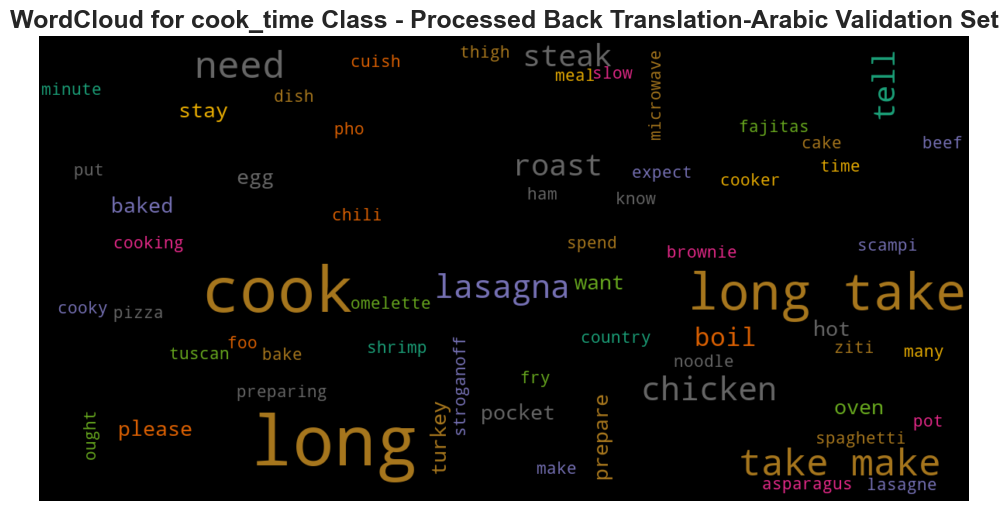 WordCloud for cook_time Class - Processed Back Translation-Arabic Validation Set
thigh
steak
need
cuish
meal
slow
microwave
tell
minute
dish
stay
pho
fajitas
cake
beef
put
egg
roast
expect
cooker
time
ham
know
baked
chili
cooking
spend
brownie
scampi
cook
lasagna
want
long take
cooky
pizza
omelette
foo
tuscan
bake
shrimp
stroganoff
country
boil
hot
noodle
ziti
many
fry
preparing
chicken
pocket
prepare
oven
pot
ought
please
long
turkey
make
spaghetti
take make
asparagus
lasagne